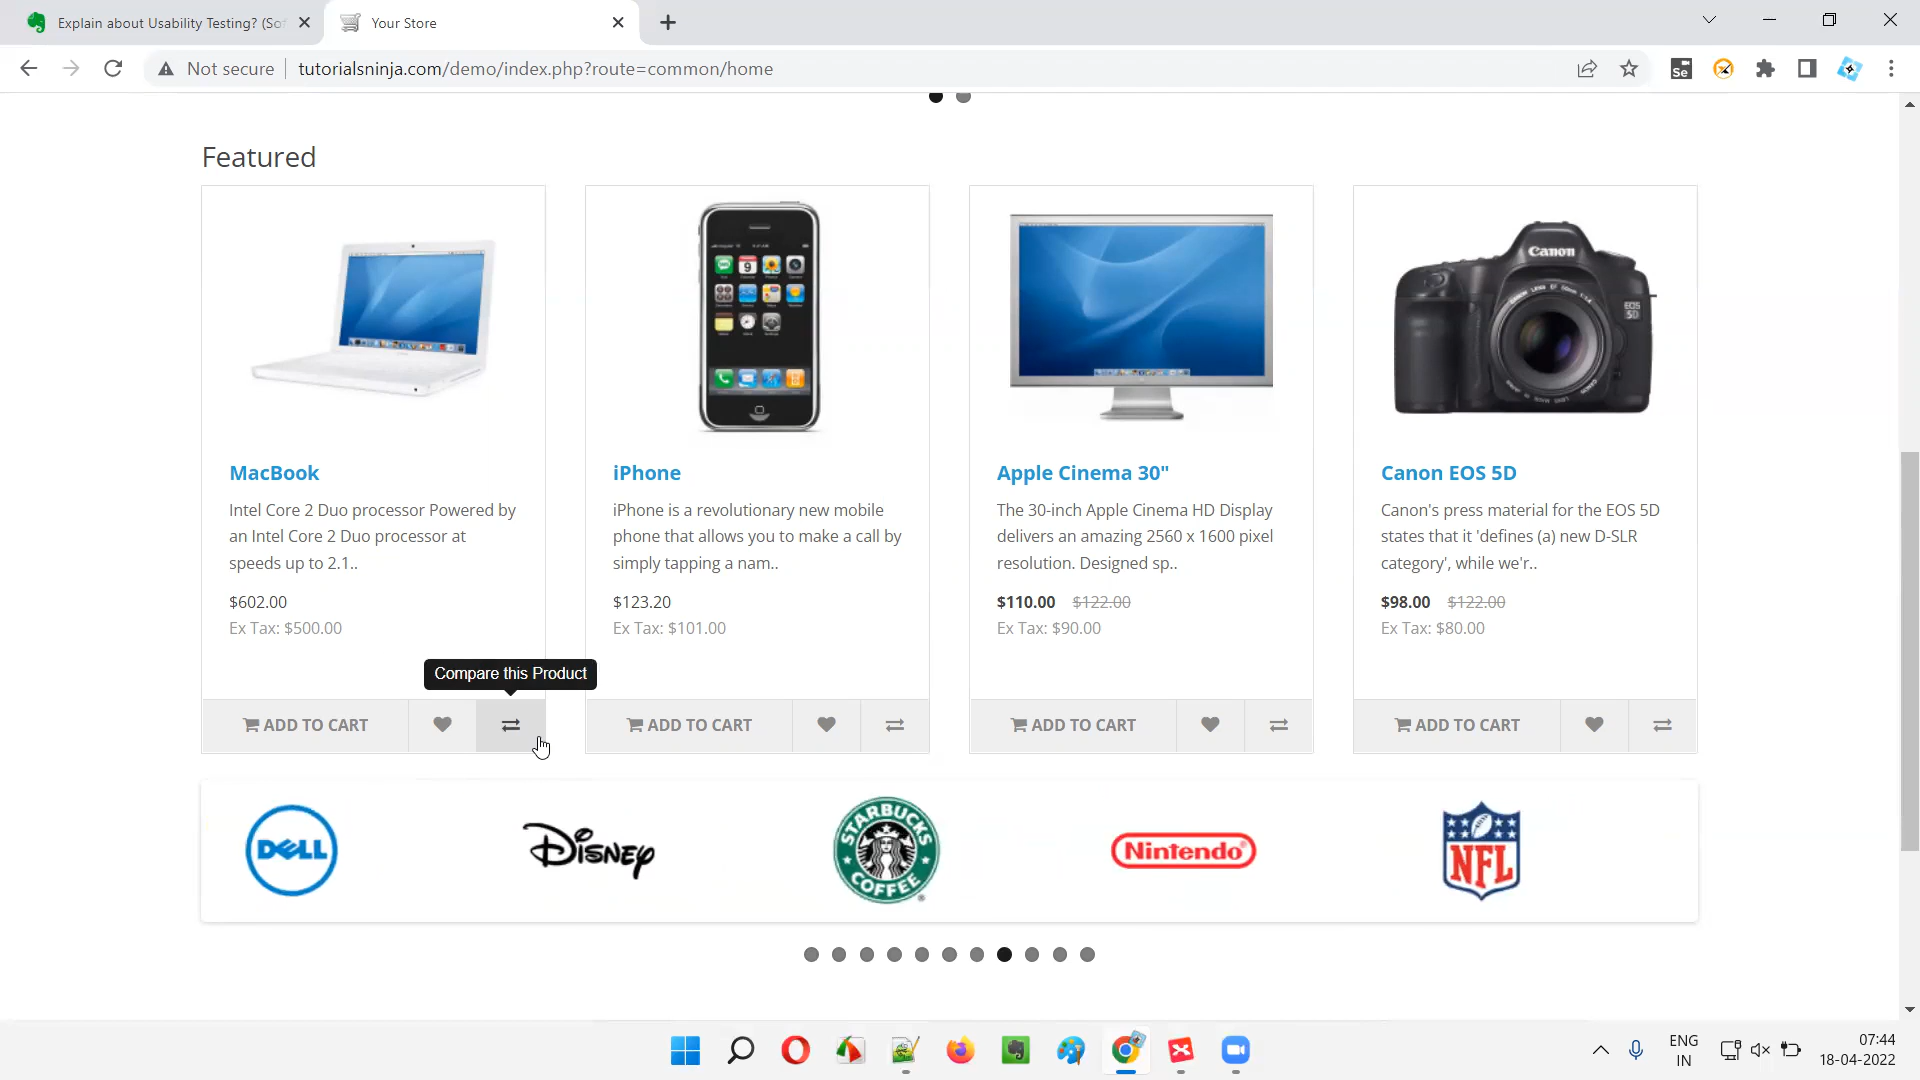 Explain about Usability Testing? (Sof
Your Store
Not secure
tutorialsninja.com/demo/index.php?route=common/home
Se
Featured
Canon
EOS
5D
MacBook
Intel Core 2 Duo processor Powered by
an Intel Core 2 Duo processor at
speeds up to 2.1..
$602.00
Ex Tax: $500.00
Compare this Product
ADD TO CART
iPhone
iPhone is a revolutionary new mobile
phone that allows you to make a call by
simply tapping a nam..
$123.20
Ex Tax: $101.00
ADD TO CART
Apple Cinema 30"
The 30-inch Apple Cinema HD Display
delivers an amazing 2560 x 1600 pixel
resolution. Designed sp..
$110.00 $122.00
Ex Tax: $90.00
ADD TO CART
Canon EOS 5D
Canon's press material for the EOS 5D
states that it 'defines (a) new D-SLR
category', while we'r..
$98.00 $122.00
Ex Tax: $80.00
ADD TO CART
DELL
Disney
STARBUCKS
COFFEE
Nintendo
NFL
ENG
IN
07:44
18-04-2022